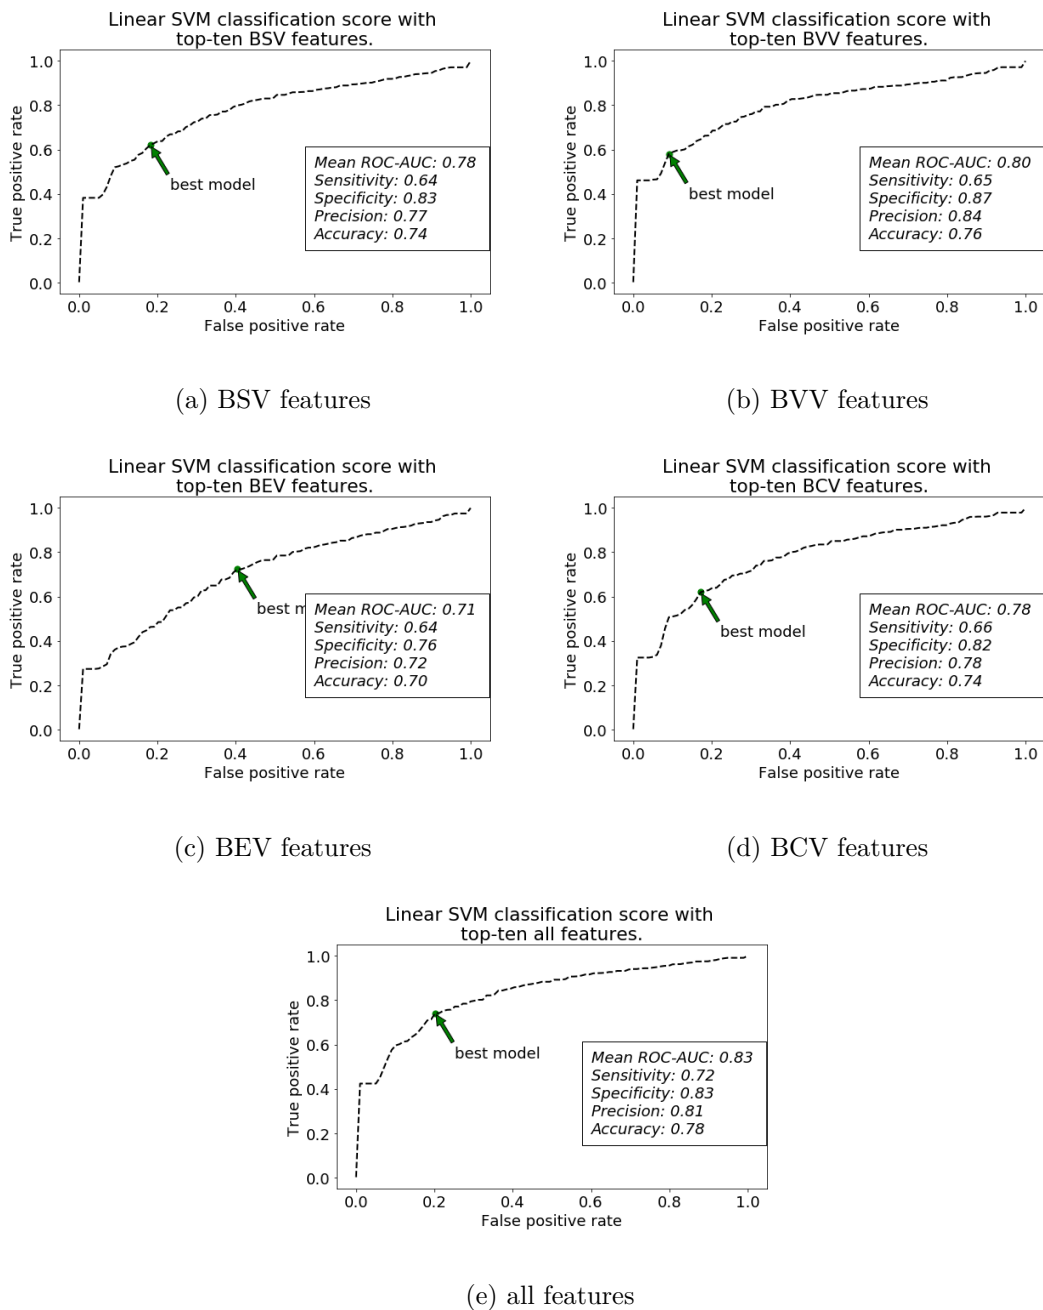 Linear SVM classification score with
top-ten BSV features.
True positive rate
1.0
0.8
0.6
0.4
0.2
0.0
best model
Mean ROC-AUC: 0.78
Sensitivity: 0.64
Specificity: 0.83
Precision: 0.77
Accuracy: 0.74
0.0 0.2 0.4 0.6 0.8 1.0
False positive rate
(a) BSV features
Linear SVM classification score with
top-ten BVV features.
True positive rate
1.0
0.8
0.6
0.4
0.2
0.0
best model
Mean ROC-AUC: 0.80
Sensitivity: 0.65
Specificity: 0.87
Precision: 0.84
Accuracy: 0.76
0.0 0.2 0.4 0.6 0.8 1.0
False positive rate
(b) BVV features
Linear SVM classification score with
top-ten BEV features.
True positive rate
1.0
0.8
0.6
0.4
0.2
0.0
best m
Mean ROC-AUC: 0.71
Sensitivity: 0.64
Specificity: 0.76
Precision: 0.72
Accuracy: 0.70
0.0 0.2 0.4 0.6 0.8 1.0
False positive rate
(c) BEV features
Linear SVM classification score with
top-ten BCV features.
True positive rate
1.0
0.8
0.6
0.4
0.2
0.0
best model
Mean ROC-AUC: 0.78
Sensitivity: 0.66
Specificity: 0.82
Precision: 0.78
Accuracy: 0.74
0.0 0.2 0.4 0.6 0.8 1.0
False positive rate
(d) BCV features
Linear SVM classification score with
top-ten all features.
True positive rate
1.0
0.8
0.6
0.4
0.2
0.0
best model
Mean ROC-AUC: 0.83
Sensitivity: 0.72
Specificity: 0.83
Precision: 0.81
Accuracy: 0.78
0.0 0.2 0.4 0.6 0.8 1.0
False positive rate
(e) all features